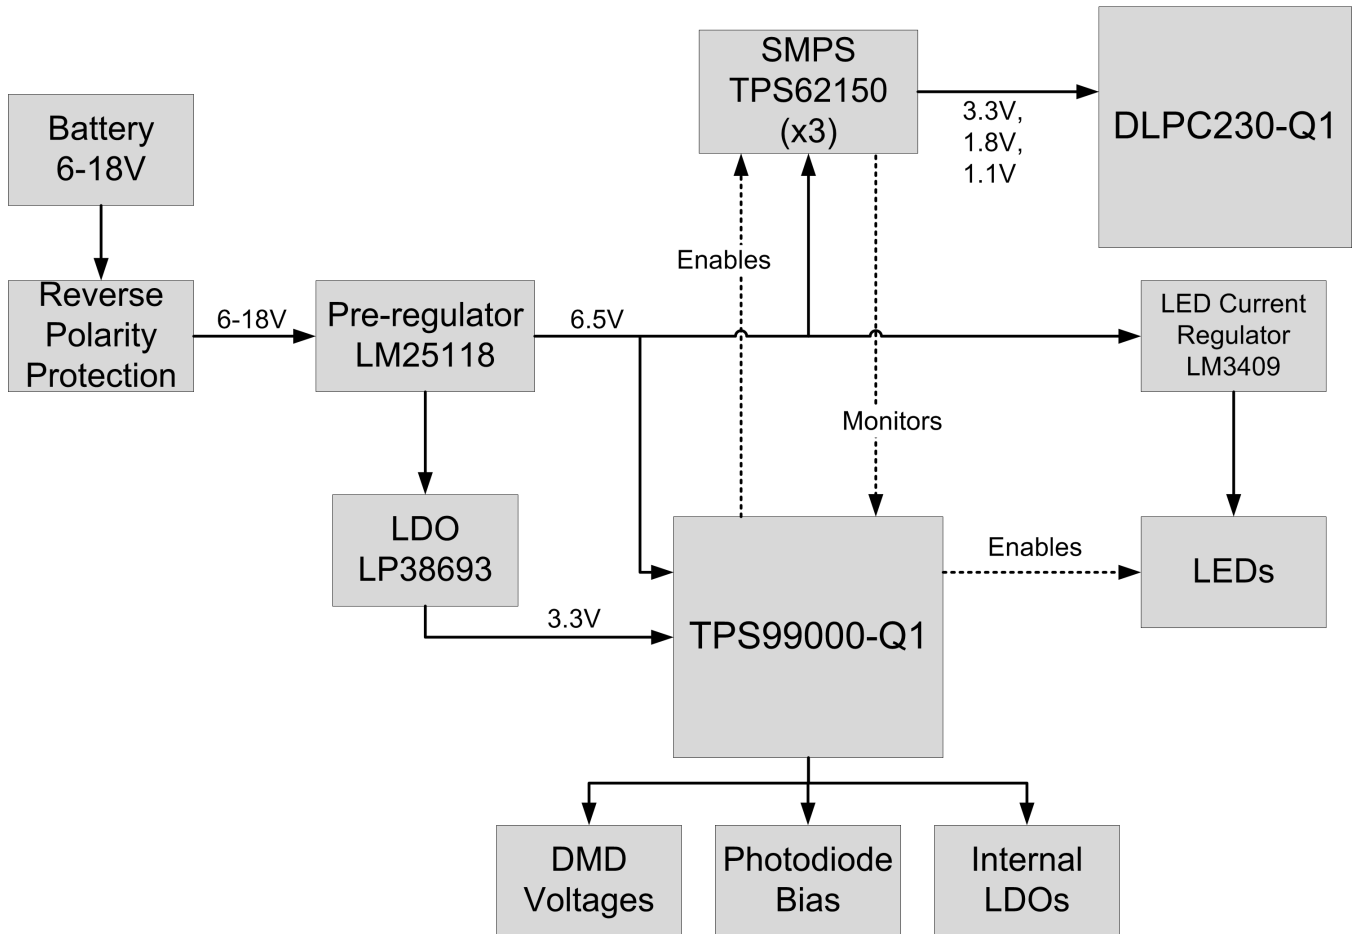 SMPS
TPS62150
(x3)
DLPC230-Q1
3.3V,
1.8V,
1.1V
Battery
6-18V
Enables
Reverse
Polarity
Protection
6-18V
Pre-regulator
LM25118
6.5V
LED Current
Regulator
LM3409
Monitors
LDO
LP38693
3.3V
TPS99000-Q1
Enables
LEDs
DMD
Voltages
Photodiode
Bias
Internal
LDOs